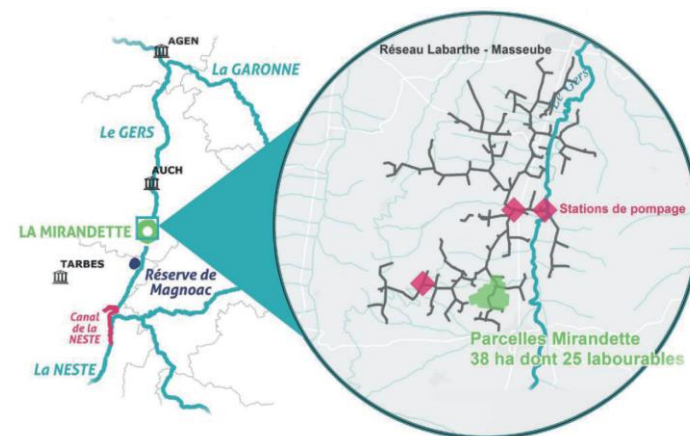 AGEN
La GARONNE
Le GERS
AUCH
LA MIRANDETTE
TARBES
Réserve de
Magnoac
Canal
de la
NESTE
La NESTE
Réseau Labarthe - Masseube
Le Gers
Stations de pompage
Parcelles Mirandette
38 ha dont 25 labourables